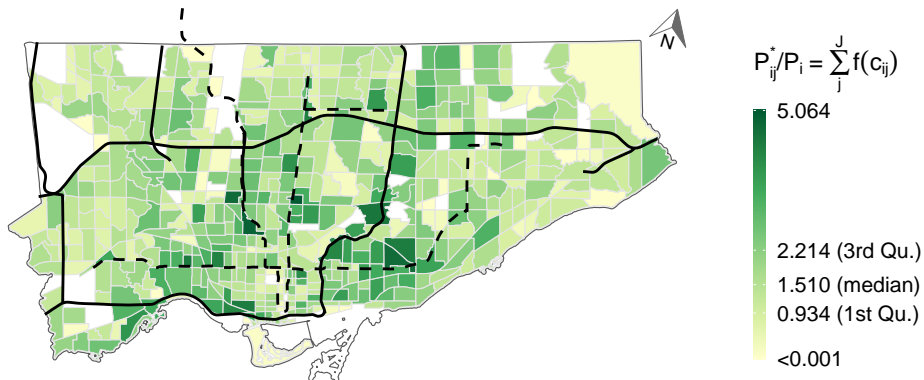 N
P*ij/Pi = ∑Jj f(cij)
5.064
2.214 (3rd Qu.)
1.510 (median)
0.934 (1st Qu.)
<0.001